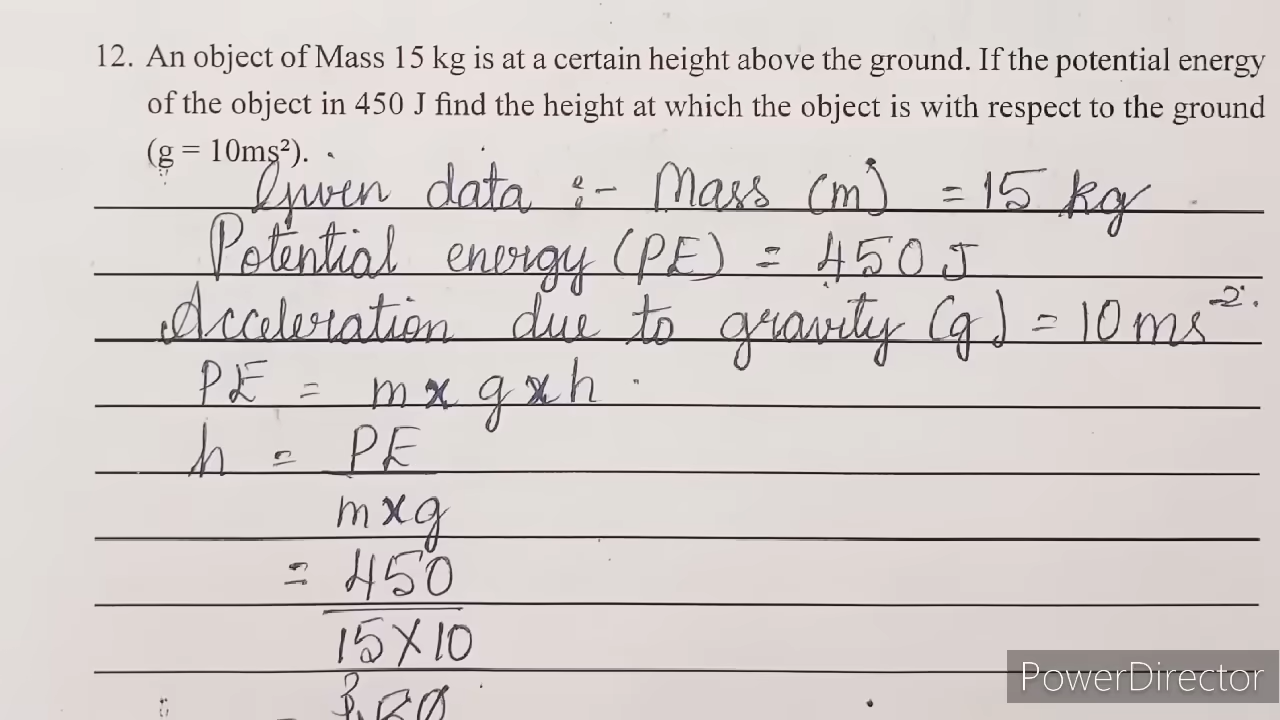 12. An object of Mass 15 kg is at a certain height above the ground. If the potential energy
of the object in 450 J find the height at which the object is with respect to the ground
(g = 10ms²).
Given data :- Mass (m) = 15 kg
Potential energy (PE) = 450 J
Acceleration due to gravity (g) = 10 ms⁻².
PE = m x g x h.
h = PE
m x g
= 450
15 X 10
PowerDirector